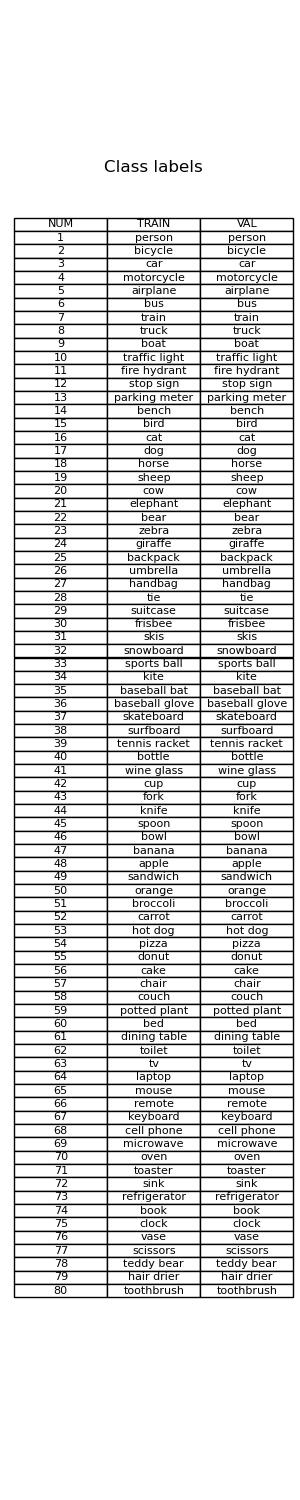 Class labels
NUM TRAIN VAL
1 person person
2 bicycle bicycle
3 car car
4 motorcycle motorcycle
5 airplane airplane
6 bus bus
7 train train
8 truck truck
9 boat boat
10 traffic light traffic light
11 fire hydrant fire hydrant
12 stop sign stop sign
13 parking meter parking meter
14 bench bench
15 bird bird
16 cat cat
17 dog dog
18 horse horse
19 sheep sheep
20 cow cow
21 elephant elephant
22 bear bear
23 zebra zebra
24 giraffe giraffe
25 backpack backpack
26 umbrella umbrella
27 handbag handbag
28 tie tie
29 suitcase suitcase
30 frisbee frisbee
31 skis skis
32 snowboard snowboard
33 sports ball sports ball
34 kite kite
35 baseball bat baseball bat
36 baseball glove baseball glove
37 skateboard skateboard
38 surfboard surfboard
39 tennis racket tennis racket
40 bottle bottle
41 wine glass wine glass
42 cup cup
43 fork fork
44 knife knife
45 spoon spoon
46 bowl bowl
47 banana banana
48 apple apple
49 sandwich sandwich
50 orange orange
51 broccoli broccoli
52 carrot carrot
53 hot dog hot dog
54 pizza pizza
55 donut donut
56 cake cake
57 chair chair
58 couch couch
59 potted plant potted plant
60 bed bed
61 dining table dining table
62 toilet toilet
63 tv tv
64 laptop laptop
65 mouse mouse
66 remote remote
67 keyboard keyboard
68 cell phone cell phone
69 microwave microwave
70 oven oven
71 toaster toaster
72 sink sink
73 refrigerator refrigerator
74 book book
75 clock clock
76 vase vase
77 scissors scissors
78 teddy bear teddy bear
79 hair drier hair drier
80 toothbrush toothbrush